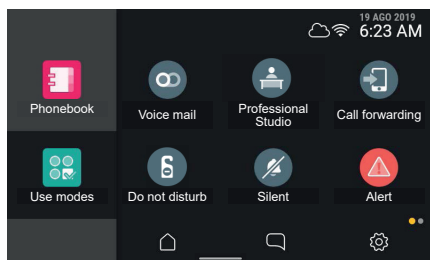 19 AGO 2019
6:23 AM
Phonebook
Voice mail
Professional
Studio
Call forwarding
Use modes
Do not disturb
Silent
Alert